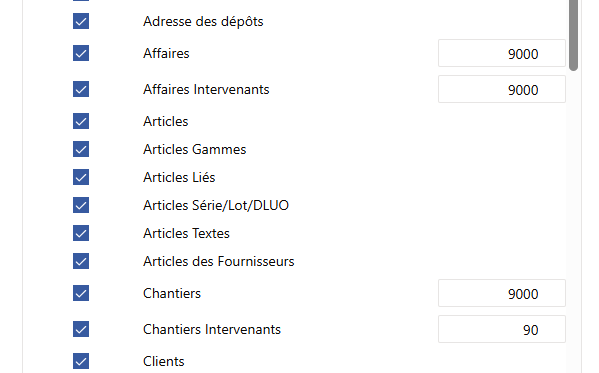 Adresse des dépôts
Affaires 9000
Affaires Intervenants 9000
Articles
Articles Gammes
Articles Liés
Articles Série/Lot/DLUO
Articles Textes
Articles des Fournisseurs
Chantiers 9000
Chantiers Intervenants 90
Clients